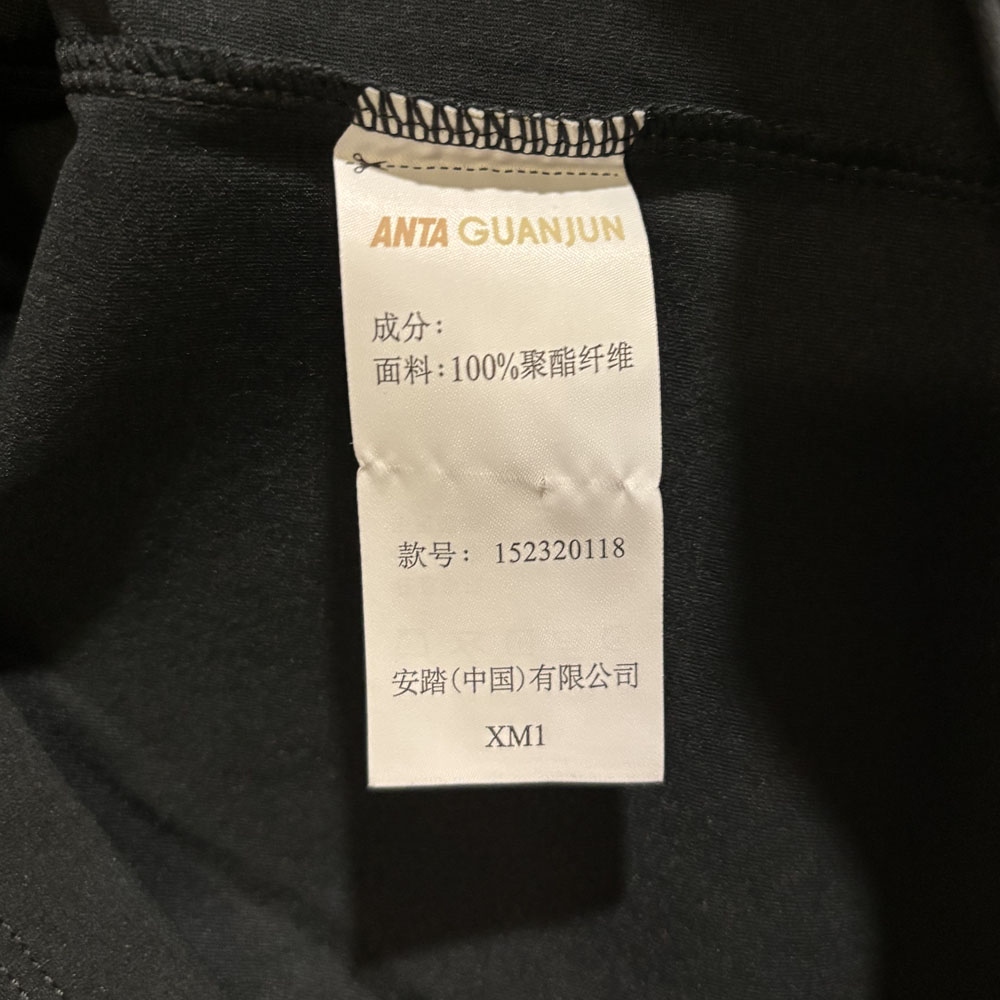 ANTA GUANJUN
成分：
面料：100%聚酯纤维
款号： 152320118
安踏(中国)有限公司
XM1